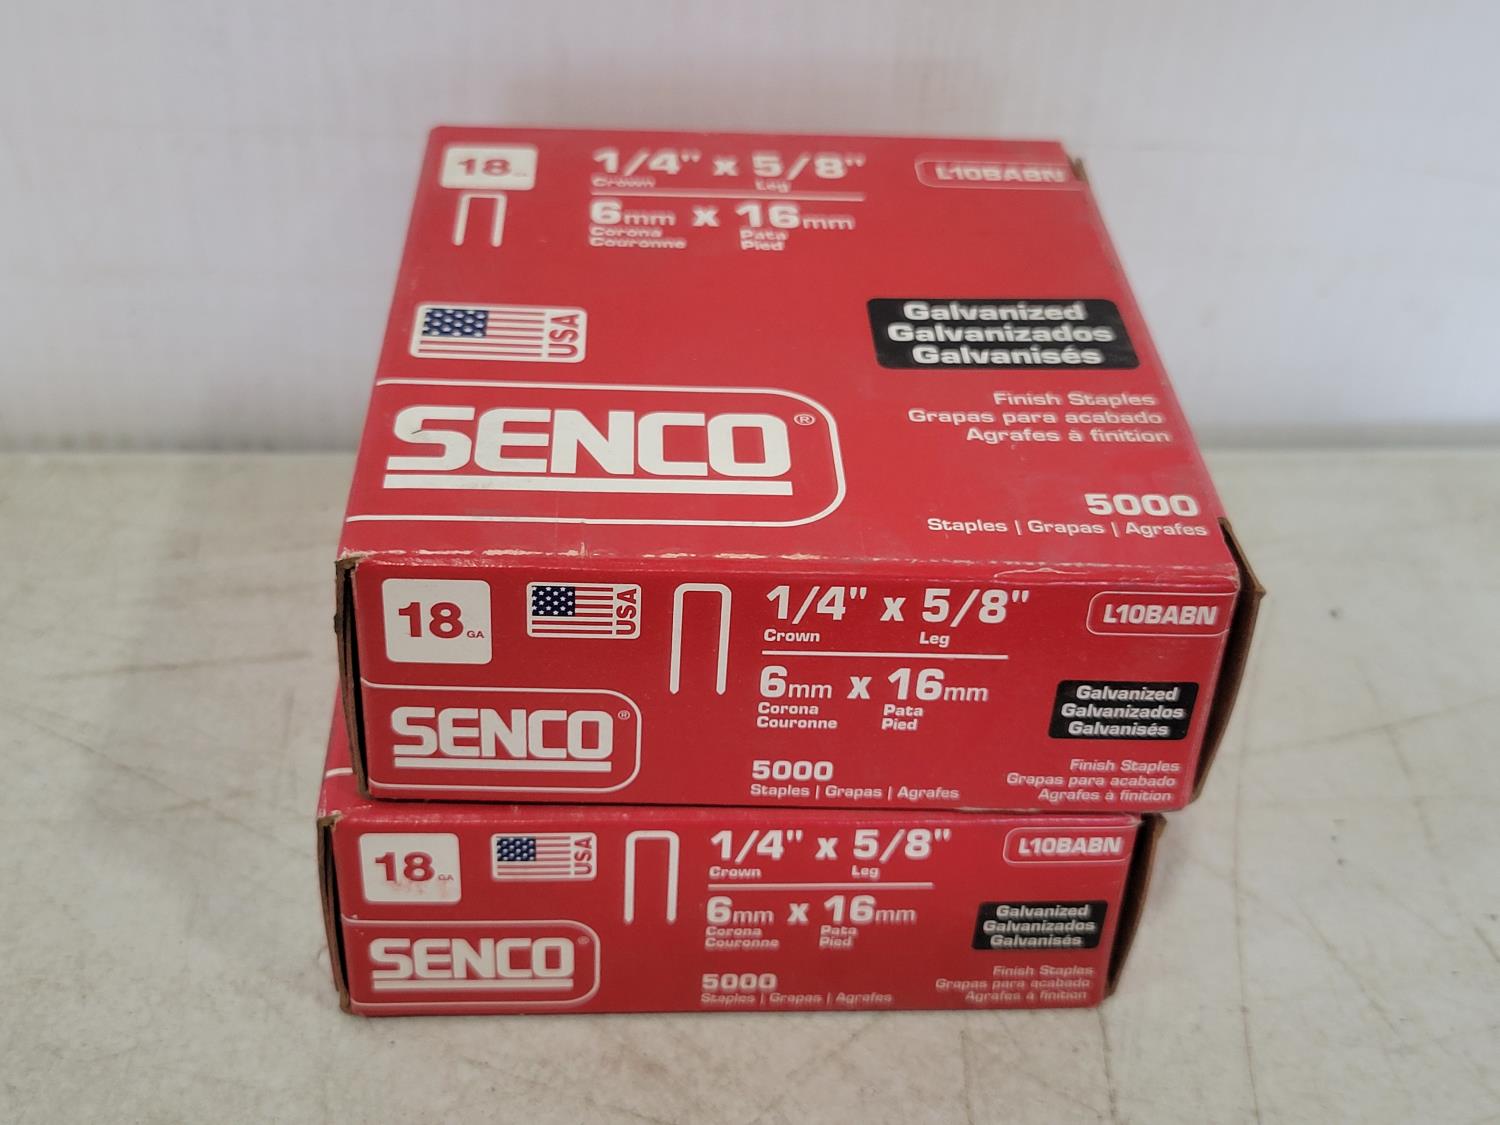 18 GA
1/4" x 5/8"
Crown Leg
6mm x 16mm
Corona Pata
Couronne Pied
L10BABN
USA
Galvanized
Galvanizados
Galvanisés
Finish Staples
Grapas para acabado
Agrafes à finition
SENCO®
5000
Staples | Grapas | Agrafes
18 GA
USA
1/4" x 5/8"
Crown Leg
6mm x 16mm
Corona Pata
Couronne Pied
L10BABN
Galvanized
Galvanizados
Galvanisés
SENCO®
5000
Staples | Grapas | Agrafes
Finish Staples
Grapas para acabado
Agrafes à finition
18 GA
USA
1/4" x 5/8"
Crown Leg
6mm x 16mm
Corona Pata
Couronne Pied
L10BABN
Galvanized
Galvanizados
Galvanisés
SENCO®
5000
Staples | Grapas | Agrafes
Finish Staples
Grapas para acabado
Agrafes à finition